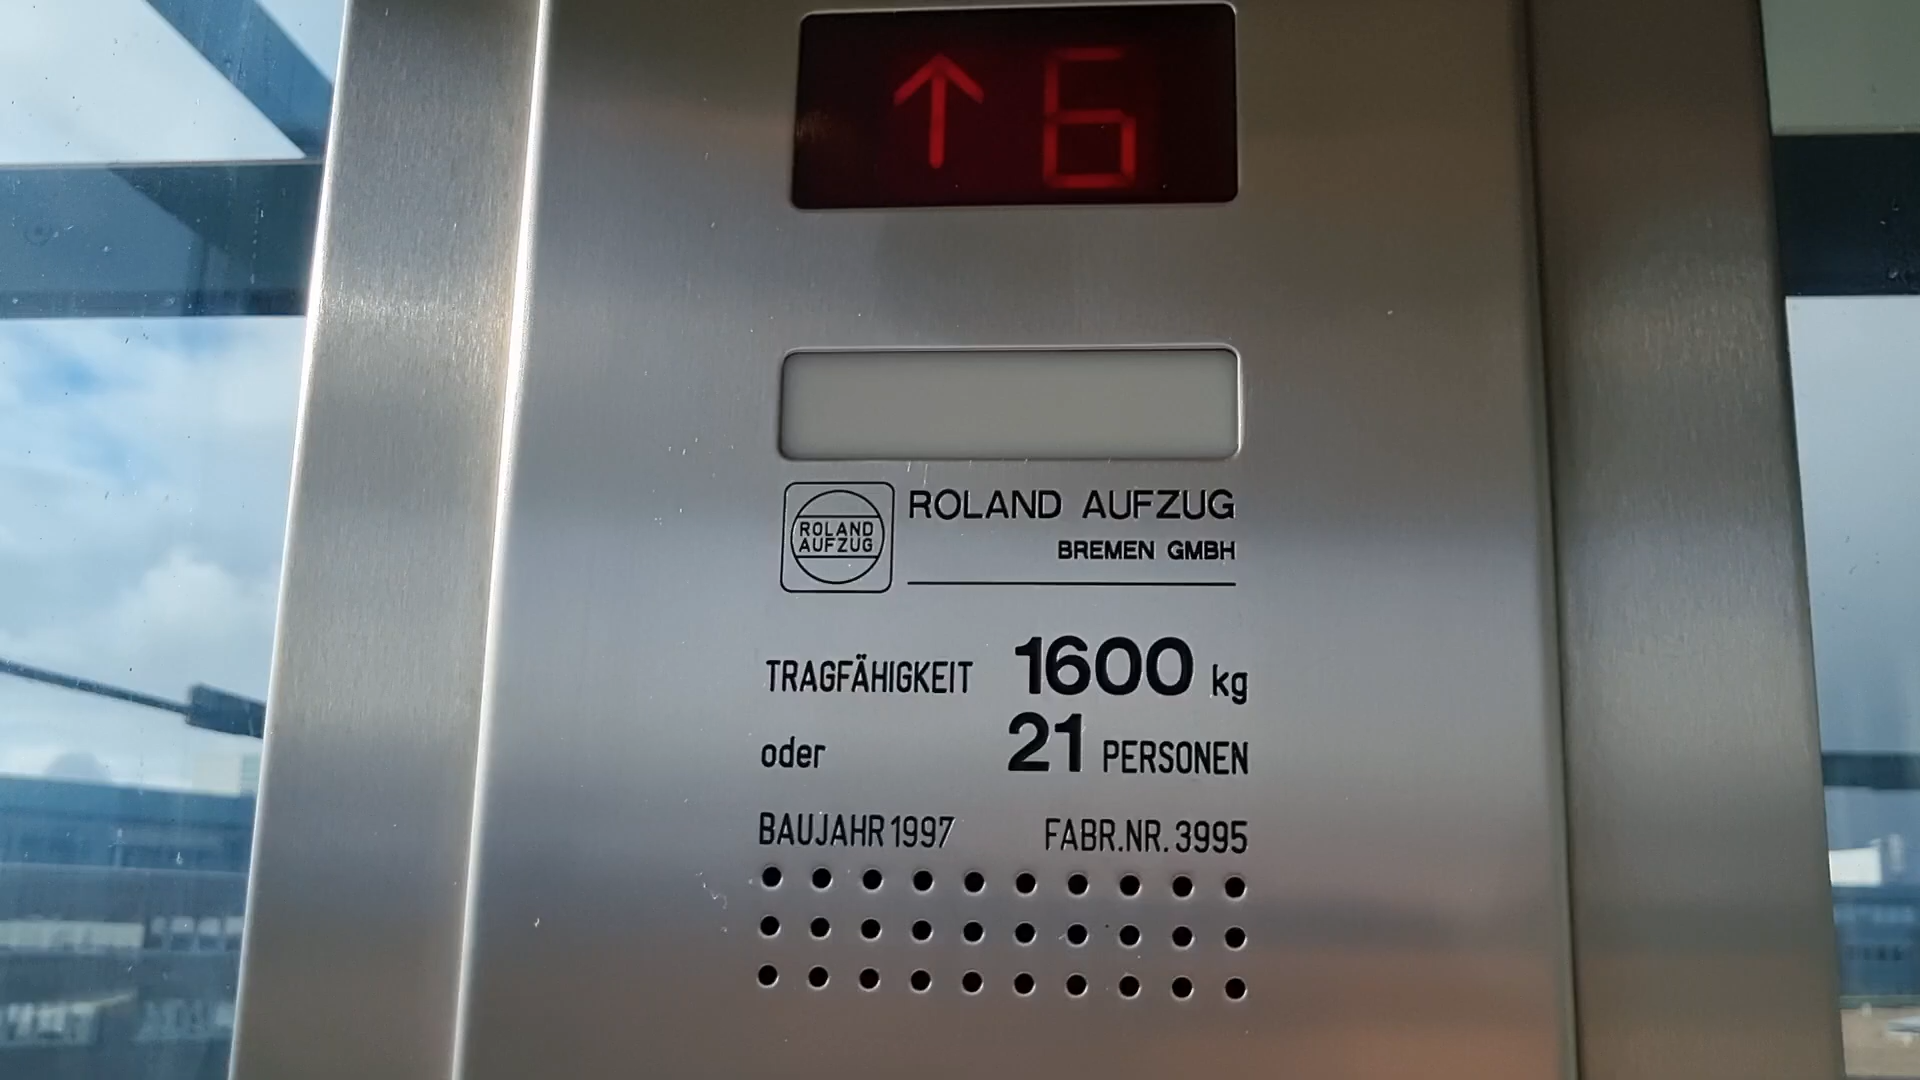 ↑ 6
ROLAND AUFZUG
BREMEN GMBH
ROLAND
AUFZUG
TRAGFÄHIGKEIT 1600 kg
oder 21 PERSONEN
BAUJAHR 1997 FABR.NR. 3995